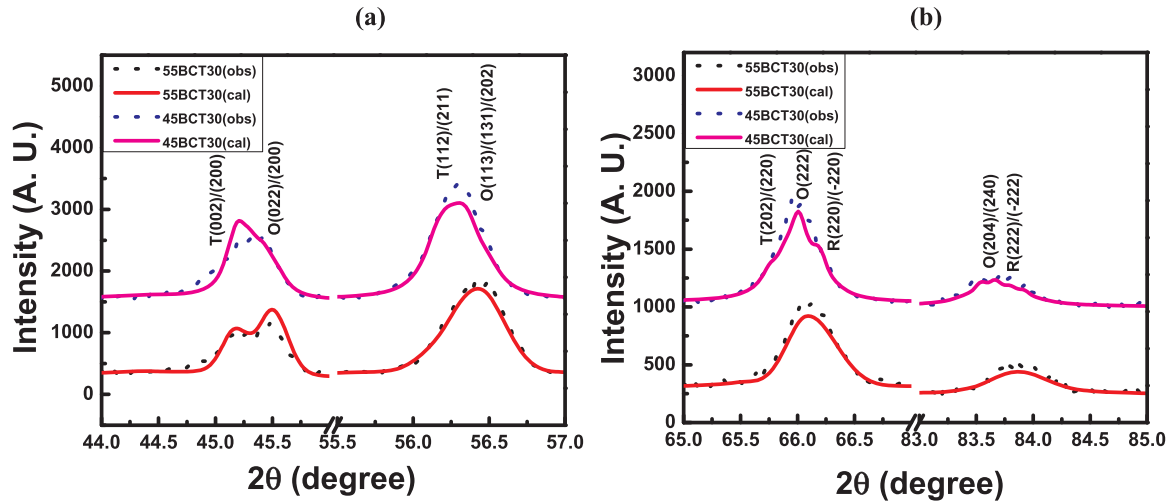 (a)
5000
4000
3000
2000
1000
0
Intensity (A. U.)
55BCT30(obs)
55BCT30(cal)
45BCT30(obs)
45BCT30(cal)
T(002)/(200)
O(022)/(200)
T(112)/(211)
O(113)/(131)/(202)
44.0 44.5 45.0 45.5 55.5 56.0 56.5 57.0
2θ (degree)
(b)
3000
2500
2000
1500
1000
500
0
Intensity (A. U.)
55BCT30(obs)
55BCT30(cal)
45BCT30(obs)
45BCT30(cal)
T(202)/(220)
O(222)
R(220)/(-220)
O(204)/(240)
R(222)/(-222)
65.0 65.5 66.0 66.5 83.0 83.5 84.0 84.5 85.0
2θ (degree)